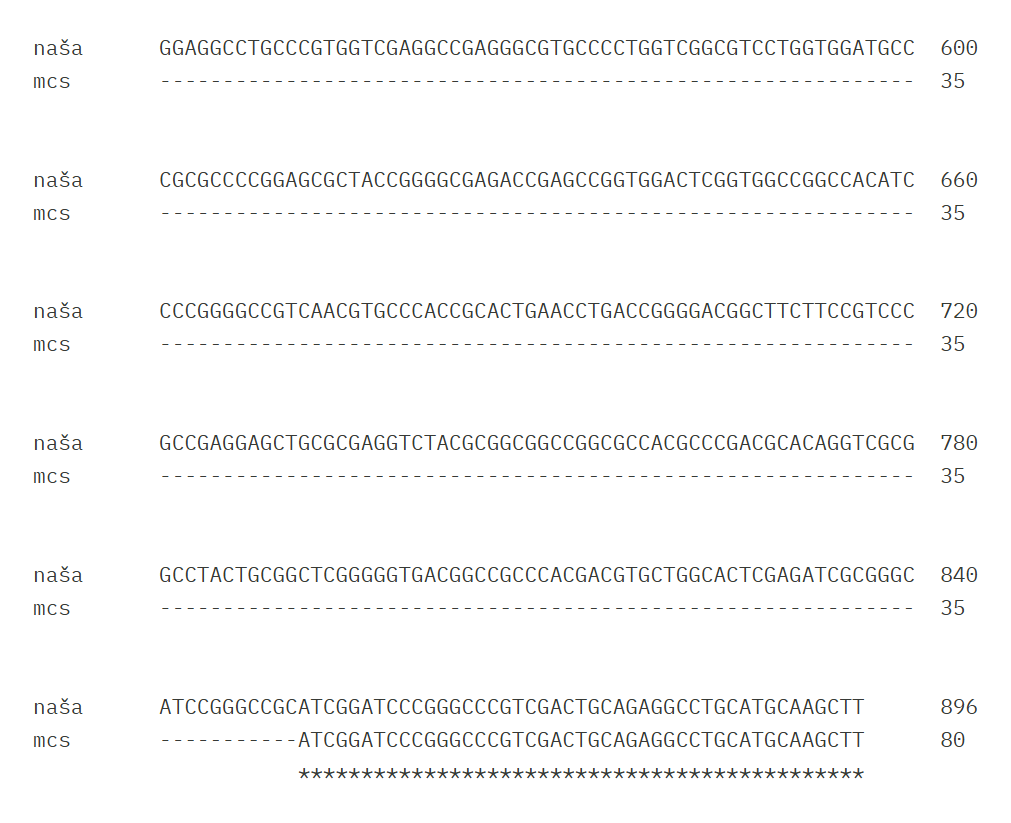 naša GGAGGCCTGCCCGTGGTCGAGGCCGAGGGCGTGCCCCTGGTCGGCGTCCTGGTGGATGCC 600
mcs ------------------------------------------------------------ 35
naša CGCGCCCCGGAGCGCTACCGGGGCGAGACCGAGCCGGTGGACTCGGTGGCCGGCCACATC 660
mcs ------------------------------------------------------------ 35
naša CCCGGGGCCGTCAACGTGCCCACCGCACTGAACCTGACCGGGGACGGCTTCTTCCGTCCC 720
mcs ------------------------------------------------------------ 35
naša GCCGAGGAGCTGCGCGAGGTCTACGCGGCGGCCGGCGCCACGCCCGACGCACAGGTCGCG 780
mcs ------------------------------------------------------------ 35
naša GCCTACTGCGGCTCGGGGGTGACGGCCGCCCACGACGTGCTGGCACTCGAGATCGCGGGC 840
mcs ------------------------------------------------------------ 35
naša ATCCGGGCCGCATCGGATCCCGGGCCCGTCGACTGCAGAGGCCTGCATGCAAGCTT 896
mcs -----------ATCGGATCCCGGGCCCGTCGACTGCAGAGGCCTGCATGCAAGCTT 80
*********************************************